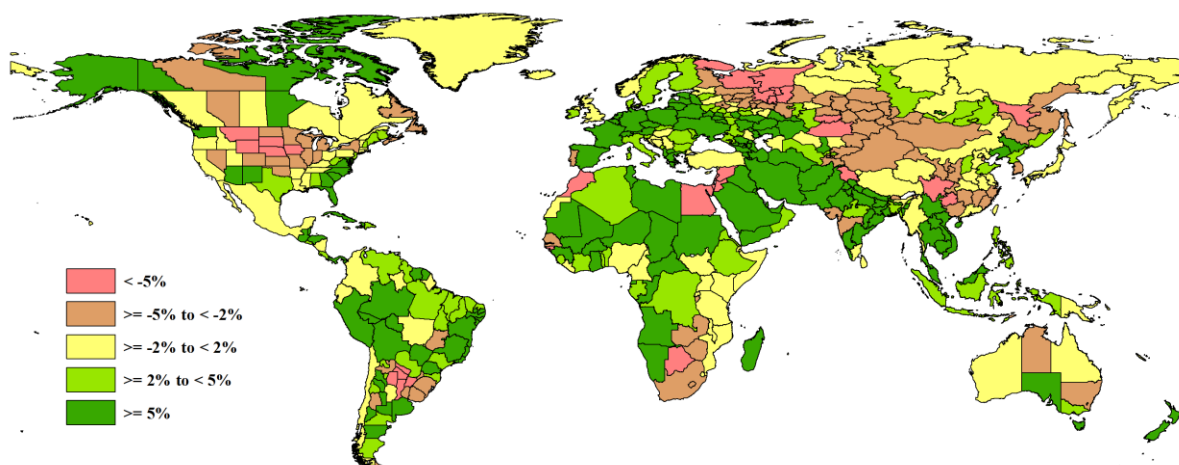 < -5%
>= -5% to < -2%
>= -2% to < 2%
>= 2% to < 5%
>= 5%